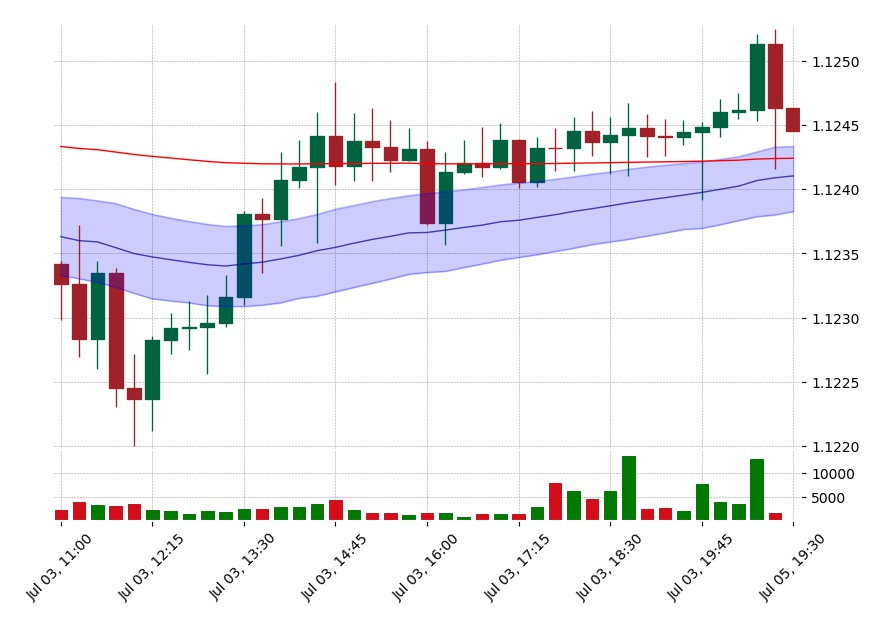 1.1250
1.1245
1.1240
1.1235
1.1230
1.1225
1.1220
10000
5000
Jul 03, 11:00
Jul 03, 12:15
Jul 03, 13:30
Jul 03, 14:45
Jul 03, 16:00
Jul 03, 17:15
Jul 03, 18:30
Jul 03, 19:45
Jul 05, 19:30